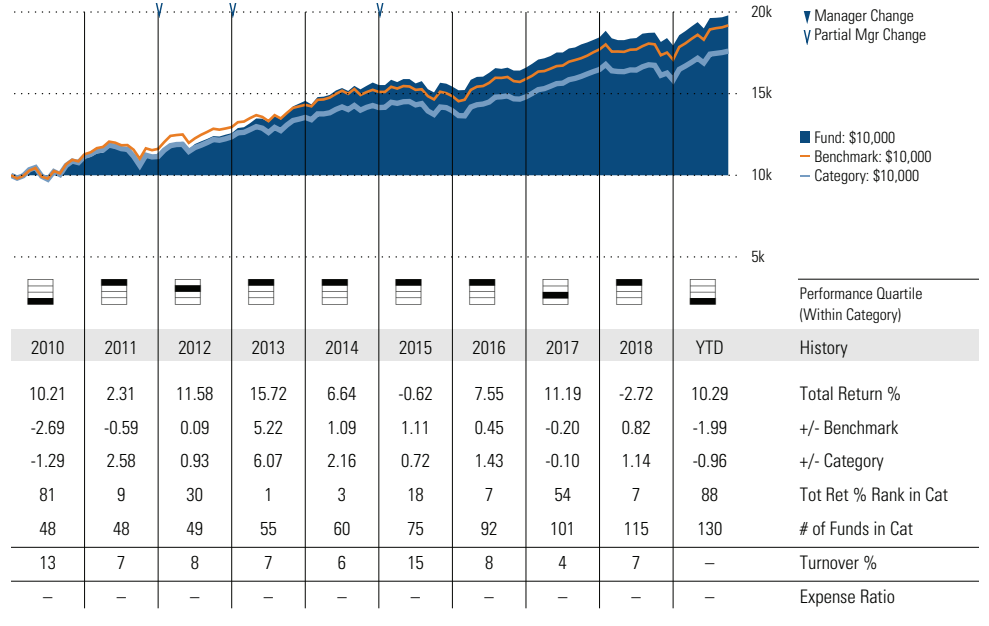 20k
Manager Change
Partial Mgr Change
15k
Fund: $10,000
Benchmark: $10,000
Category: $10,000
10k
5k
Performance Quartile
(Within Category)
2010 2011 2012 2013 2014 2015 2016 2017 2018 YTD History
10.21 2.31 11.58 15.72 6.64 -0.62 7.55 11.19 -2.72 10.29 Total Return %
-2.69 -0.59 0.09 5.22 1.09 1.11 0.45 -0.20 0.82 -1.99 +/- Benchmark
-1.29 2.58 0.93 6.07 2.16 0.72 1.43 -0.10 1.14 -0.96 +/- Category
81 9 30 1 3 18 7 54 7 88 Tot Ret % Rank in Cat
48 48 49 55 60 75 92 101 115 130 # of Funds in Cat
13 7 8 7 6 15 8 4 7 – Turnover %
– – – – – – – – – – Expense Ratio